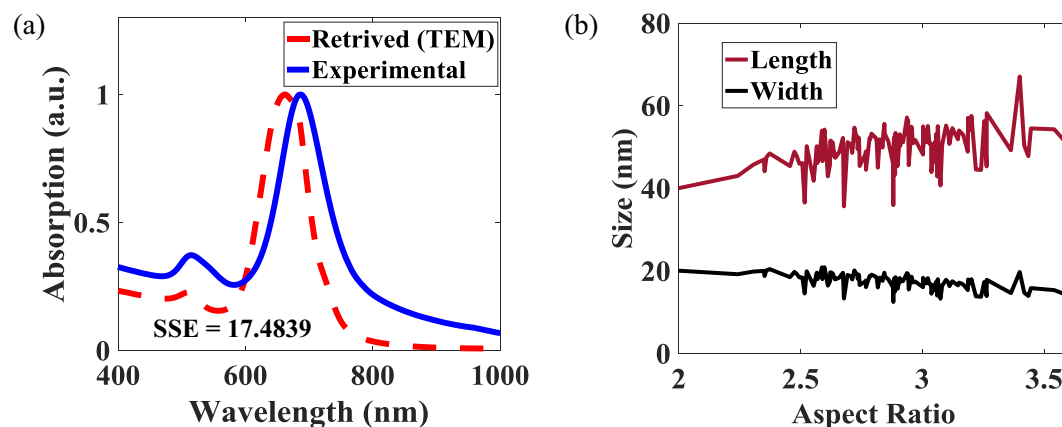 (a)
Retrived (TEM)
Experimental
Absorption (a.u.)
1
0.5
0
SSE = 17.4839
400
600
800
1000
Wavelength (nm)
(b)
Length
Width
Size (nm)
80
60
40
20
0
2
2.5
3
3.5
Aspect Ratio